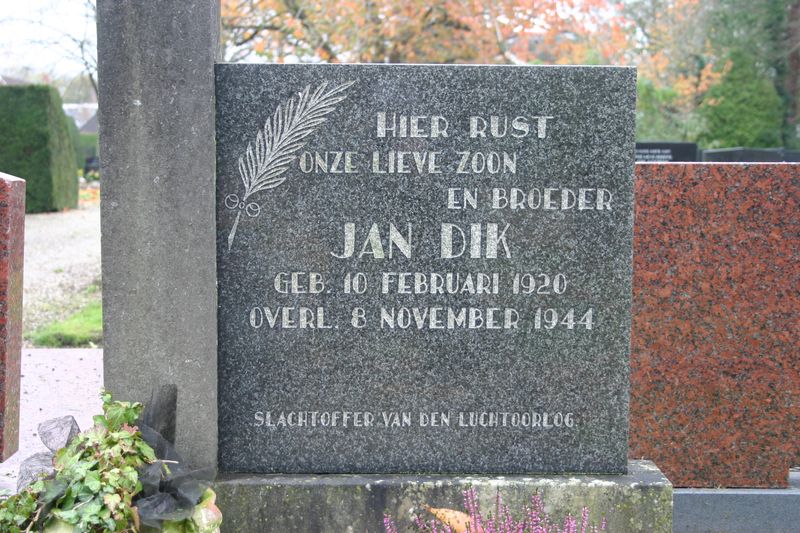 HIER RUST
ONZE LIEVE ZOON
EN BROEDER
JAN DIK
GEB. 10 FEBRUARI 1920
OVERL. 8 NOVEMBER 1944
SLACHTOFFER VAN DEN LUCHTOORLOG